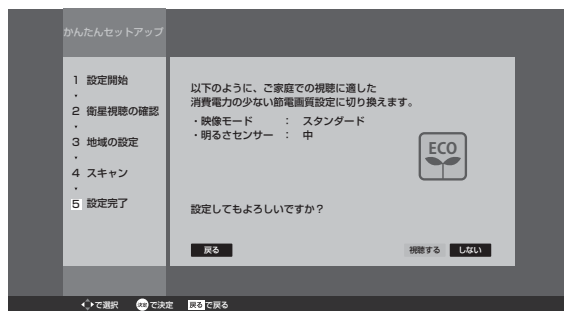 かんたんセットアップ
1 設定開始
・
2 衛星視聴の確認
・
3 地域の設定
・
4 スキャン
・
5 設定完了
以下のように、ご家庭での視聴に適した
消費電力の少ない節電画質設定に切り換えます。
・映像モード ： スタンダード
・明るさセンサー ： 中
ECO
設定してもよろしいですか？
戻る 視聴する しない
で選択 決定 で決定 戻る で戻る